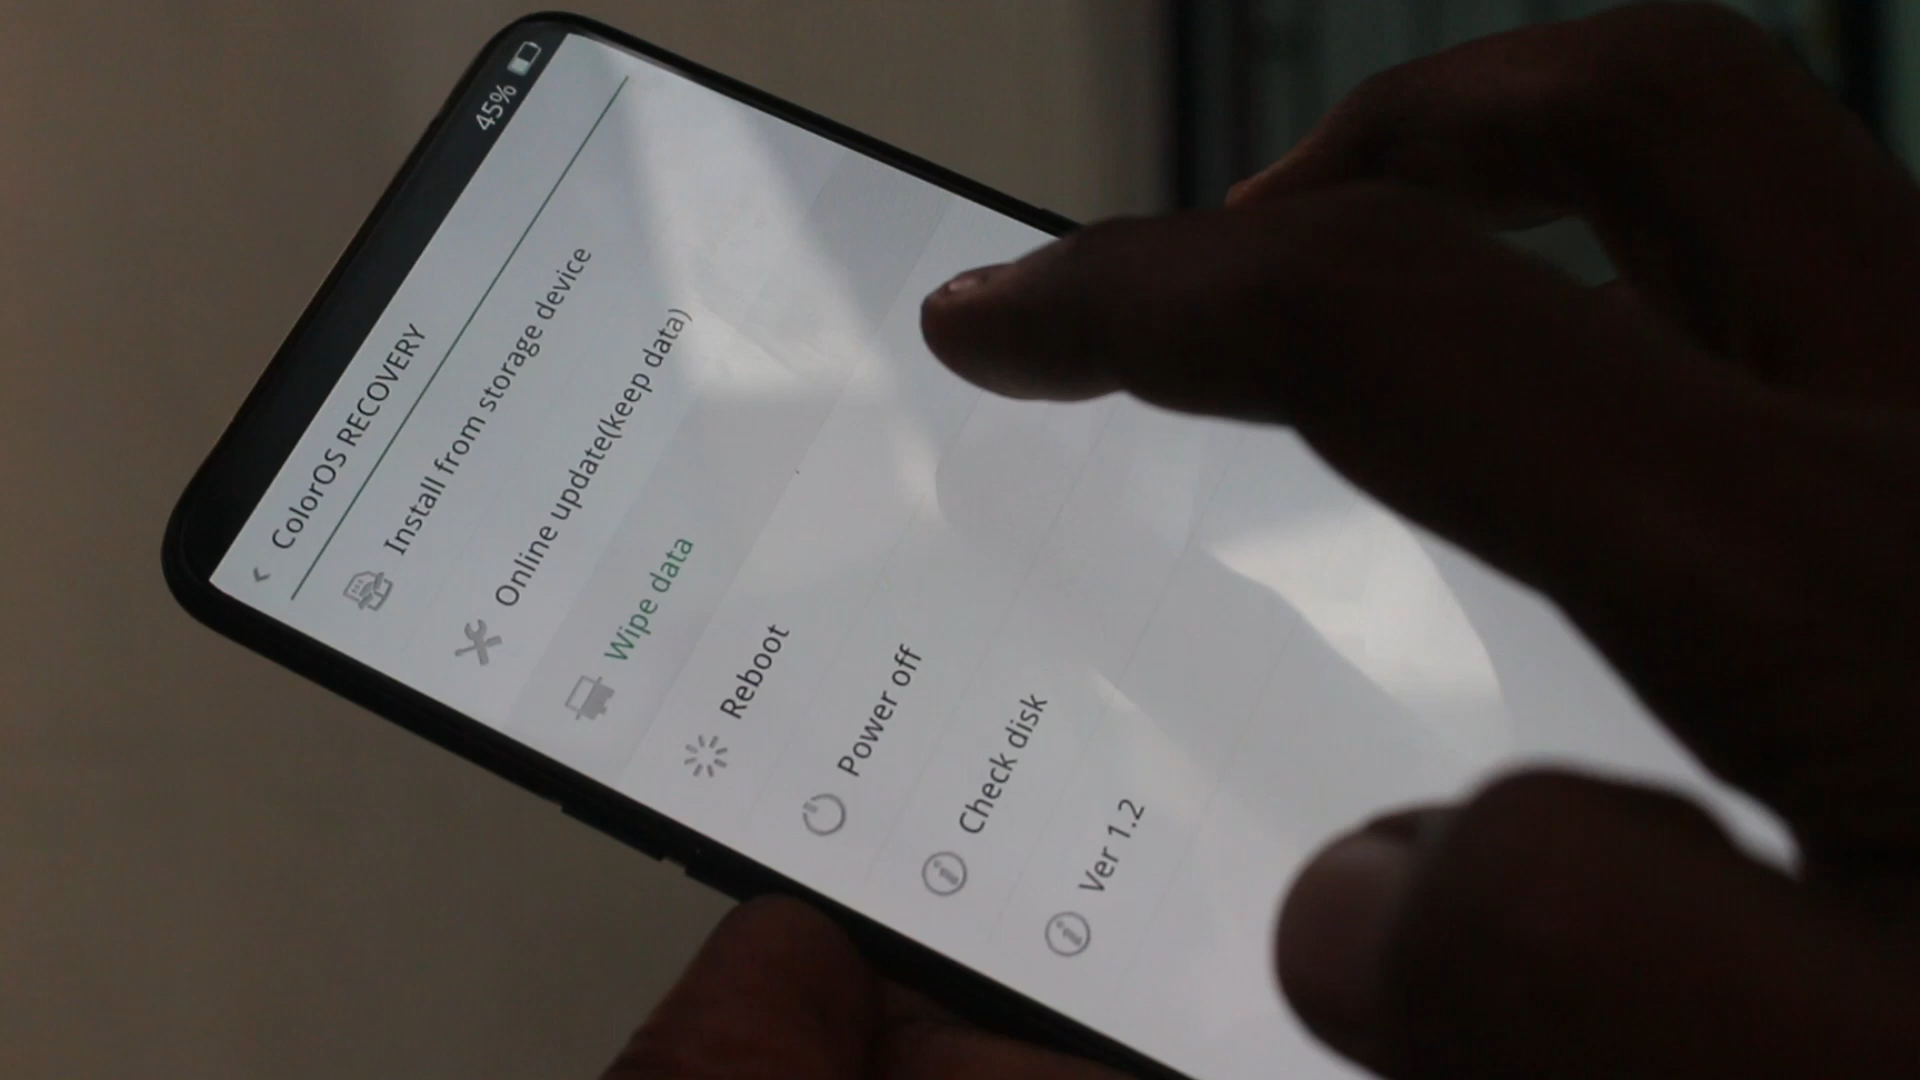 45%
ColorOS RECOVERY
Install from storage device
Online update(keep data)
Wipe data
Reboot
Power off
Check disk
Ver 1.2